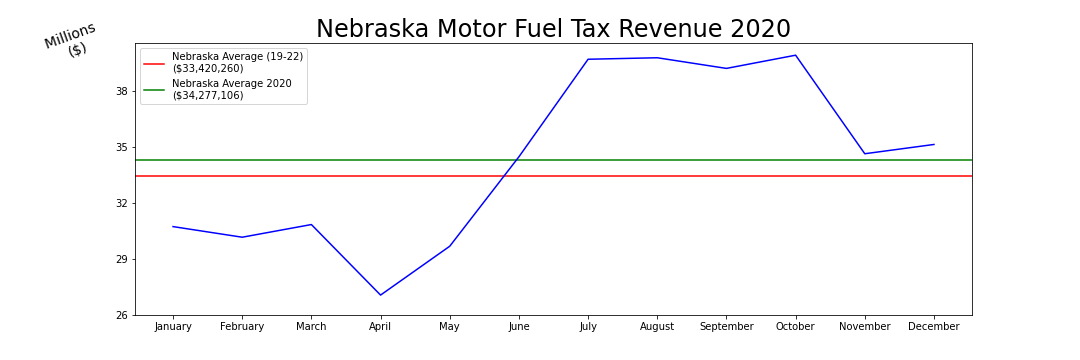 Nebraska Motor Fuel Tax Revenue 2020
Millions
($)
Nebraska Average (19-22)
($33,420,260)
Nebraska Average 2020
($34,277,106)
38
35
32
29
26
January February March April May June July August September October November December